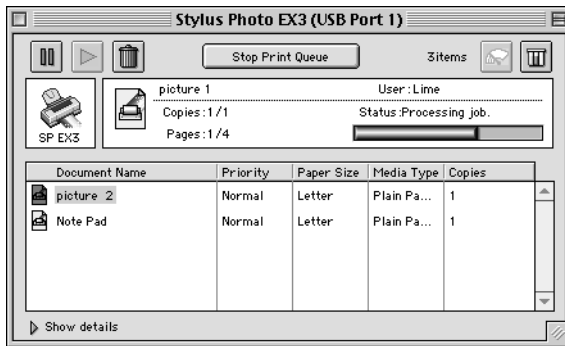 Stylus Photo EX3 (USB Port 1)
Stop Print Queue 3items
picture 1 User:Lime
Copies:1/1 Status:Processing job.
SP EX3 Pages:1/4
Document Name Priority Paper Size Media Type Copies
picture 2 Normal Letter Plain Pa... 1
Note Pad Normal Letter Plain Pa... 1
Show details